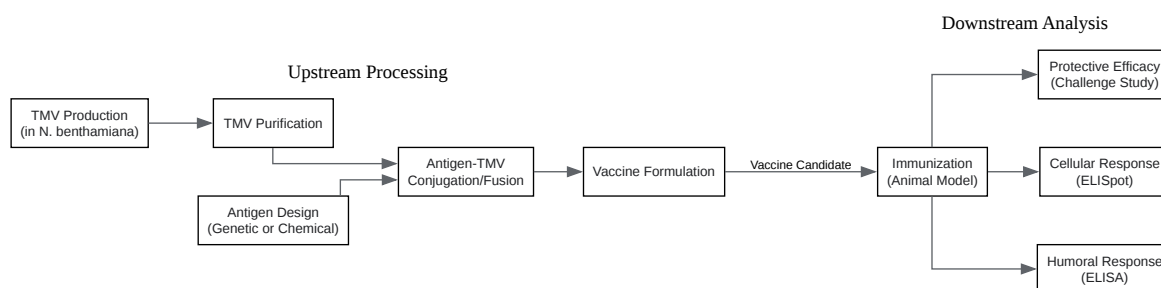 Downstream Analysis
Upstream Processing
Protective Efficacy
(Challenge Study)
TMV Production
(in N. benthamiana)
TMV Purification
Antigen-TMV
Conjugation/Fusion
Vaccine Formulation
Vaccine Candidate
Immunization
(Animal Model)
Cellular Response
(ELISpot)
Antigen Design
(Genetic or Chemical)
Humoral Response
(ELISA)